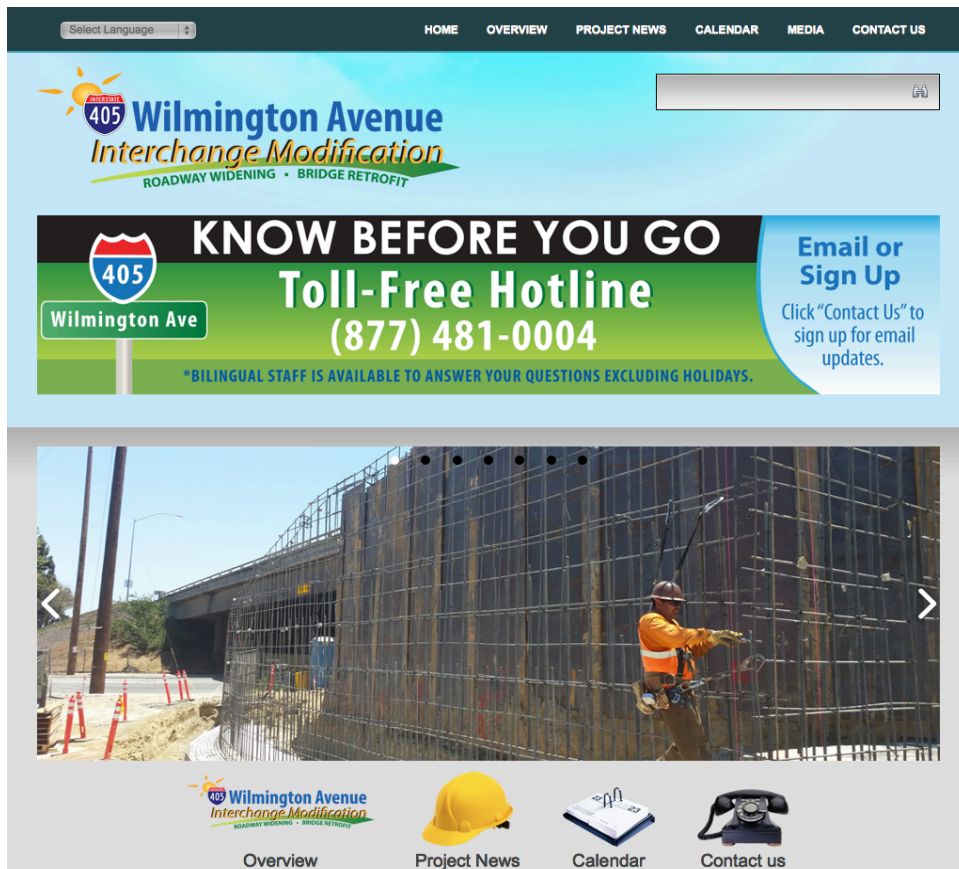 Select Language
HOME OVERVIEW PROJECT NEWS CALENDAR MEDIA CONTACT US
INTERSTATE
405
Wilmington Avenue
Interchange Modification
ROADWAY WIDENING • BRIDGE RETROFIT
KNOW BEFORE YOU GO
Toll-Free Hotline
(877) 481-0004
*BILINGUAL STAFF IS AVAILABLE TO ANSWER YOUR QUESTIONS EXCLUDING HOLIDAYS.
405
Wilmington Ave
Email or
Sign Up
Click “Contact Us” to
sign up for email
updates.
405
Wilmington Avenue
Interchange Modification
ROADWAY WIDENING • BRIDGE RETROFIT
22 23
Overview
Project News
Calendar
Contact us